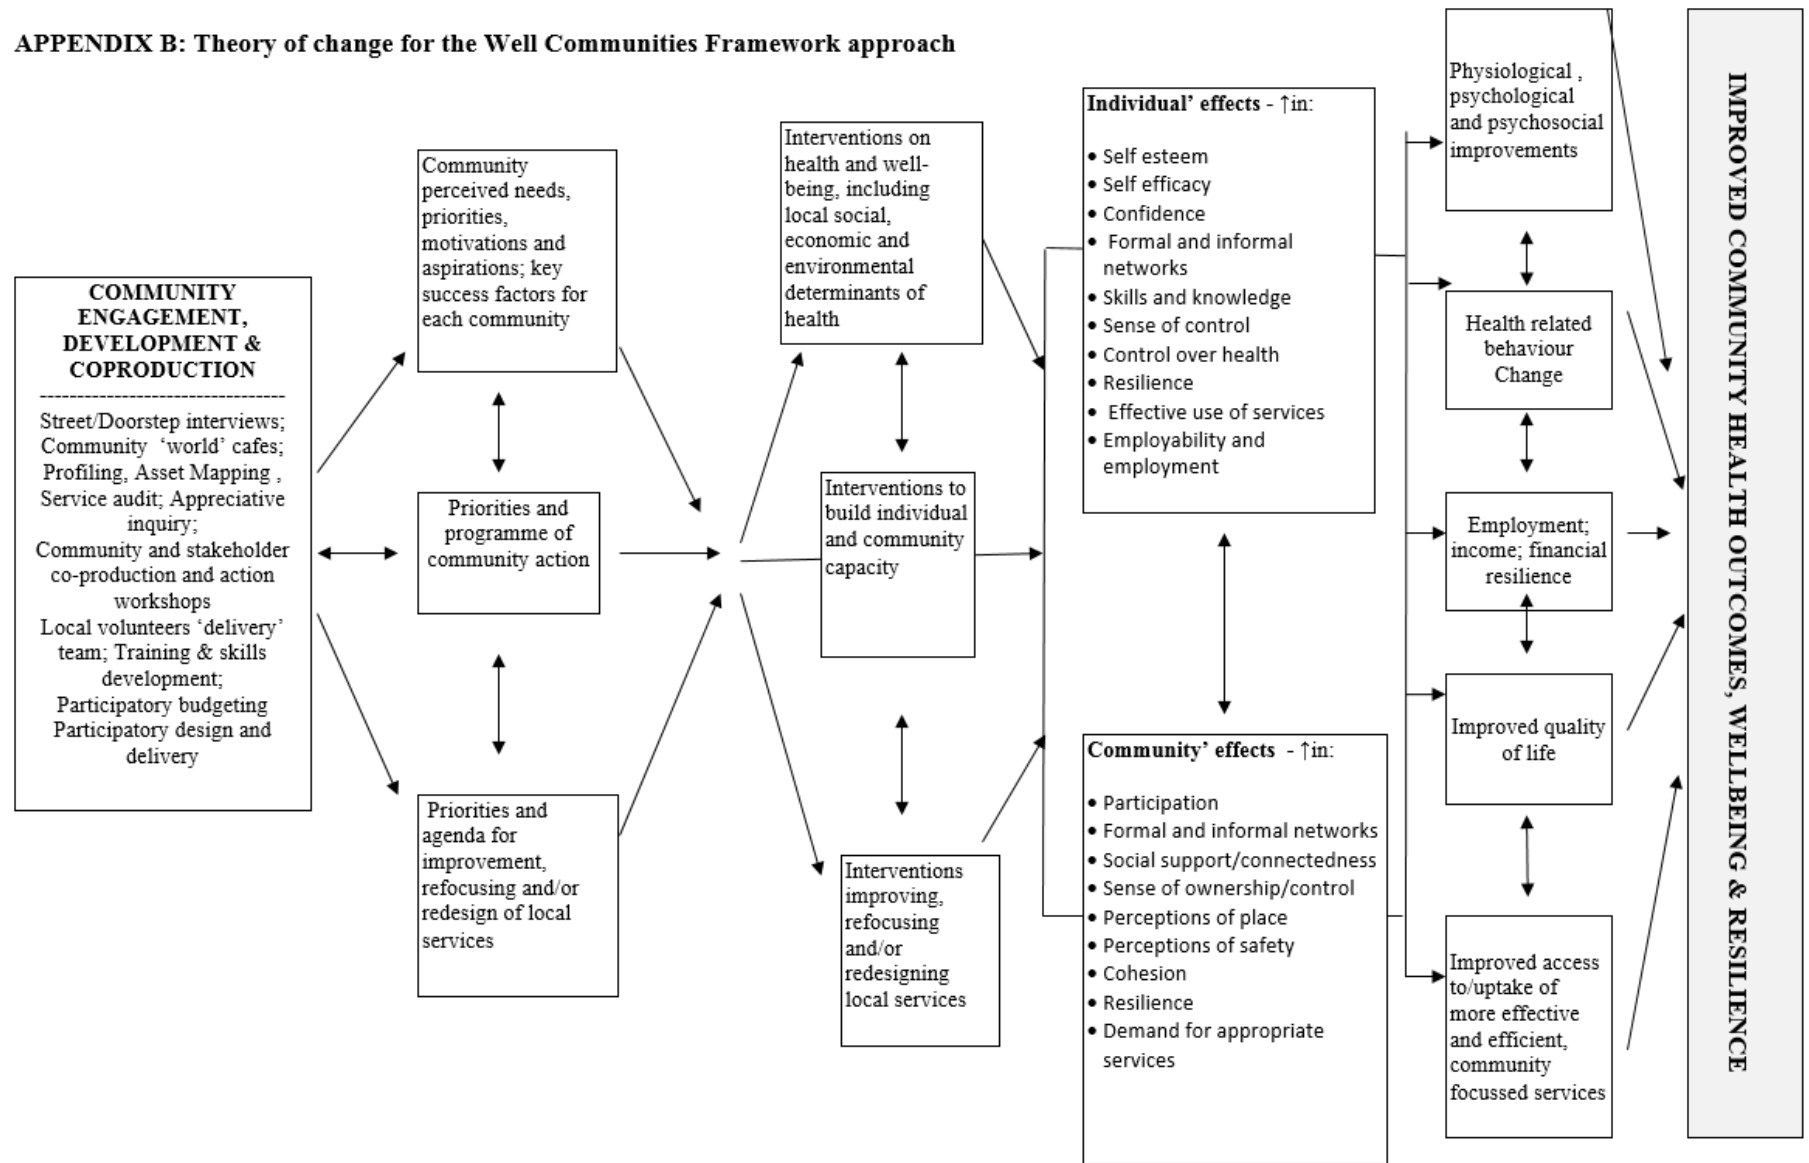 APPENDIX B: Theory of change for the Well Communities Framework approach
COMMUNITY
ENGAGEMENT,
DEVELOPMENT &
COPRODUCTION
---------------------------------
Street/Doorstep interviews;
Community ‘world’ cafes;
Profiling, Asset Mapping ,
Service audit; Appreciative
inquiry;
Community and stakeholder
co-production and action
workshops
Local volunteers ‘delivery’
team; Training & skills
development;
Participatory budgeting
Participatory design and
delivery
Community
perceived needs,
priorities,
motivations and
aspirations; key
success factors for
each community
Priorities and
programme of
community action
Priorities and
agenda for
improvement,
refocusing and/or
redesign of local
services
Interventions on
health and well-
being, including
local social,
economic and
environmental
determinants of
health
Interventions to
build individual
and community
capacity
Interventions
improving,
refocusing
and/or
redesigning
local services
Individual’ effects - ↑in:
• Self esteem
• Self efficacy
• Confidence
• Formal and informal
networks
• Skills and knowledge
• Sense of control
• Control over health
• Resilience
• Effective use of services
• Employability and
employment
Community’ effects - ↑in:
• Participation
• Formal and informal networks
• Social support/connectedness
• Sense of ownership/control
• Perceptions of place
• Perceptions of safety
• Cohesion
• Resilience
• Demand for appropriate
services
Physiological ,
psychological
and psychosocial
improvements
Health related
behaviour
Change
Employment;
income; financial
resilience
Improved quality
of life
Improved access
to/uptake of
more effective
and efficient,
community
focussed services
IMPROVED COMMUNITY HEALTH OUTCOMES, WELLBEING & RESILIENCE